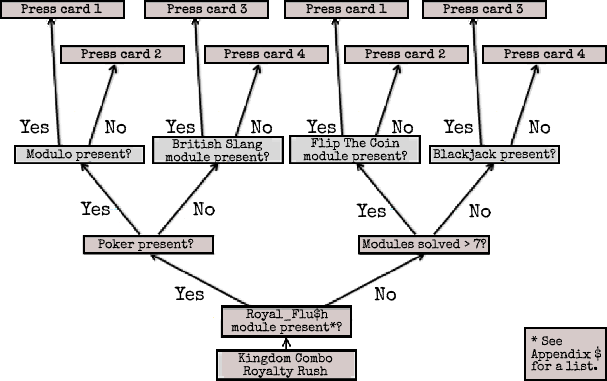 Press card 1
Press card 3
Press card 1
Press card 3
Press card 2
Press card 4
Press card 2
Press card 4
Yes
No
Yes
No
Yes
No
Yes
No
Modulo present?
British Slang
module present?
Flip The Coin
module present?
Blackjack present?
Yes
No
Yes
No
Poker present?
Modules solved > 7?
Yes
No
Royal_Flu$h
module present*?
Kingdom Combo
Royalty Rush
* See
Appendix $
for a list.